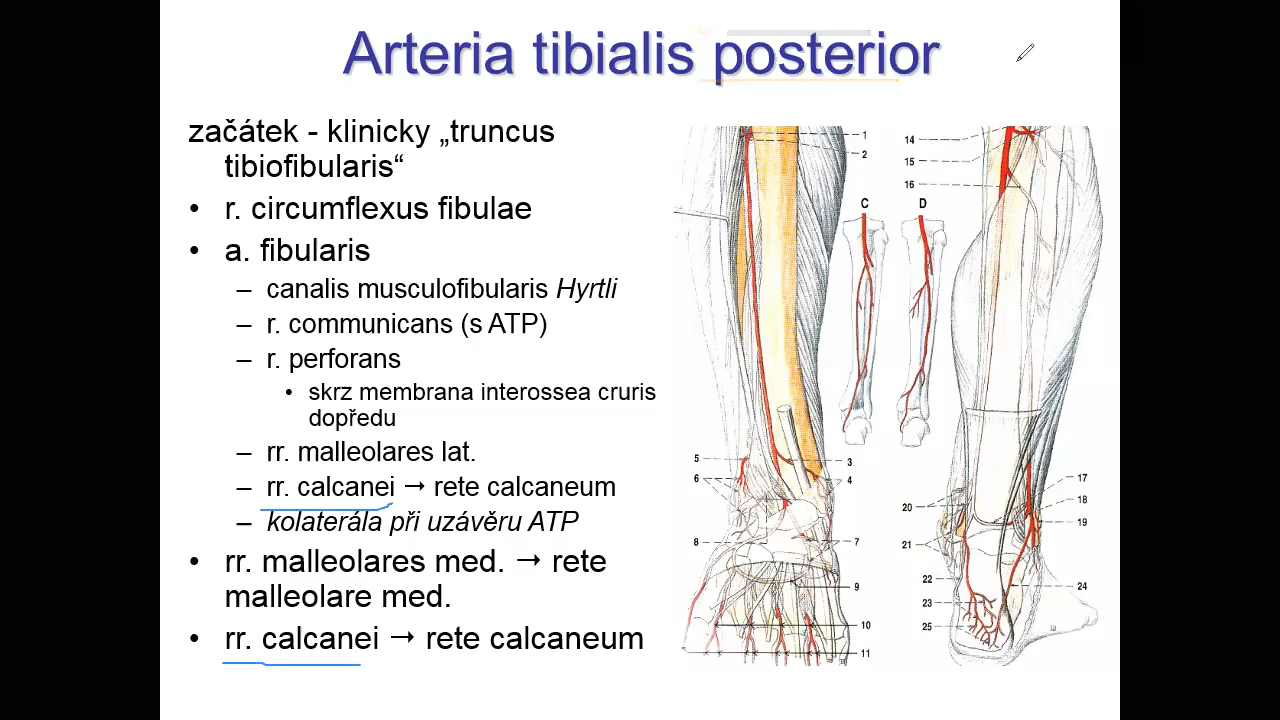 Arteria tibialis posterior
začátek - klinicky „truncus
tibiofibularis“
• r. circumflexus fibulae
• a. fibularis
– canalis musculofibularis Hyrtli
– r. communicans (s ATP)
– r. perforans
• skrz membrana interossea cruris
dopředu
– rr. malleolares lat.
– rr. calcanei → rete calcaneum
– kolaterála při uzávěru ATP
• rr. malleolares med. → rete
malleolare med.
• rr. calcanei → rete calcaneum
1
2
C
D
5
6
3
4
8
7
9
10
11
14
15
16
17
18
19
20
21
22
23
24
25